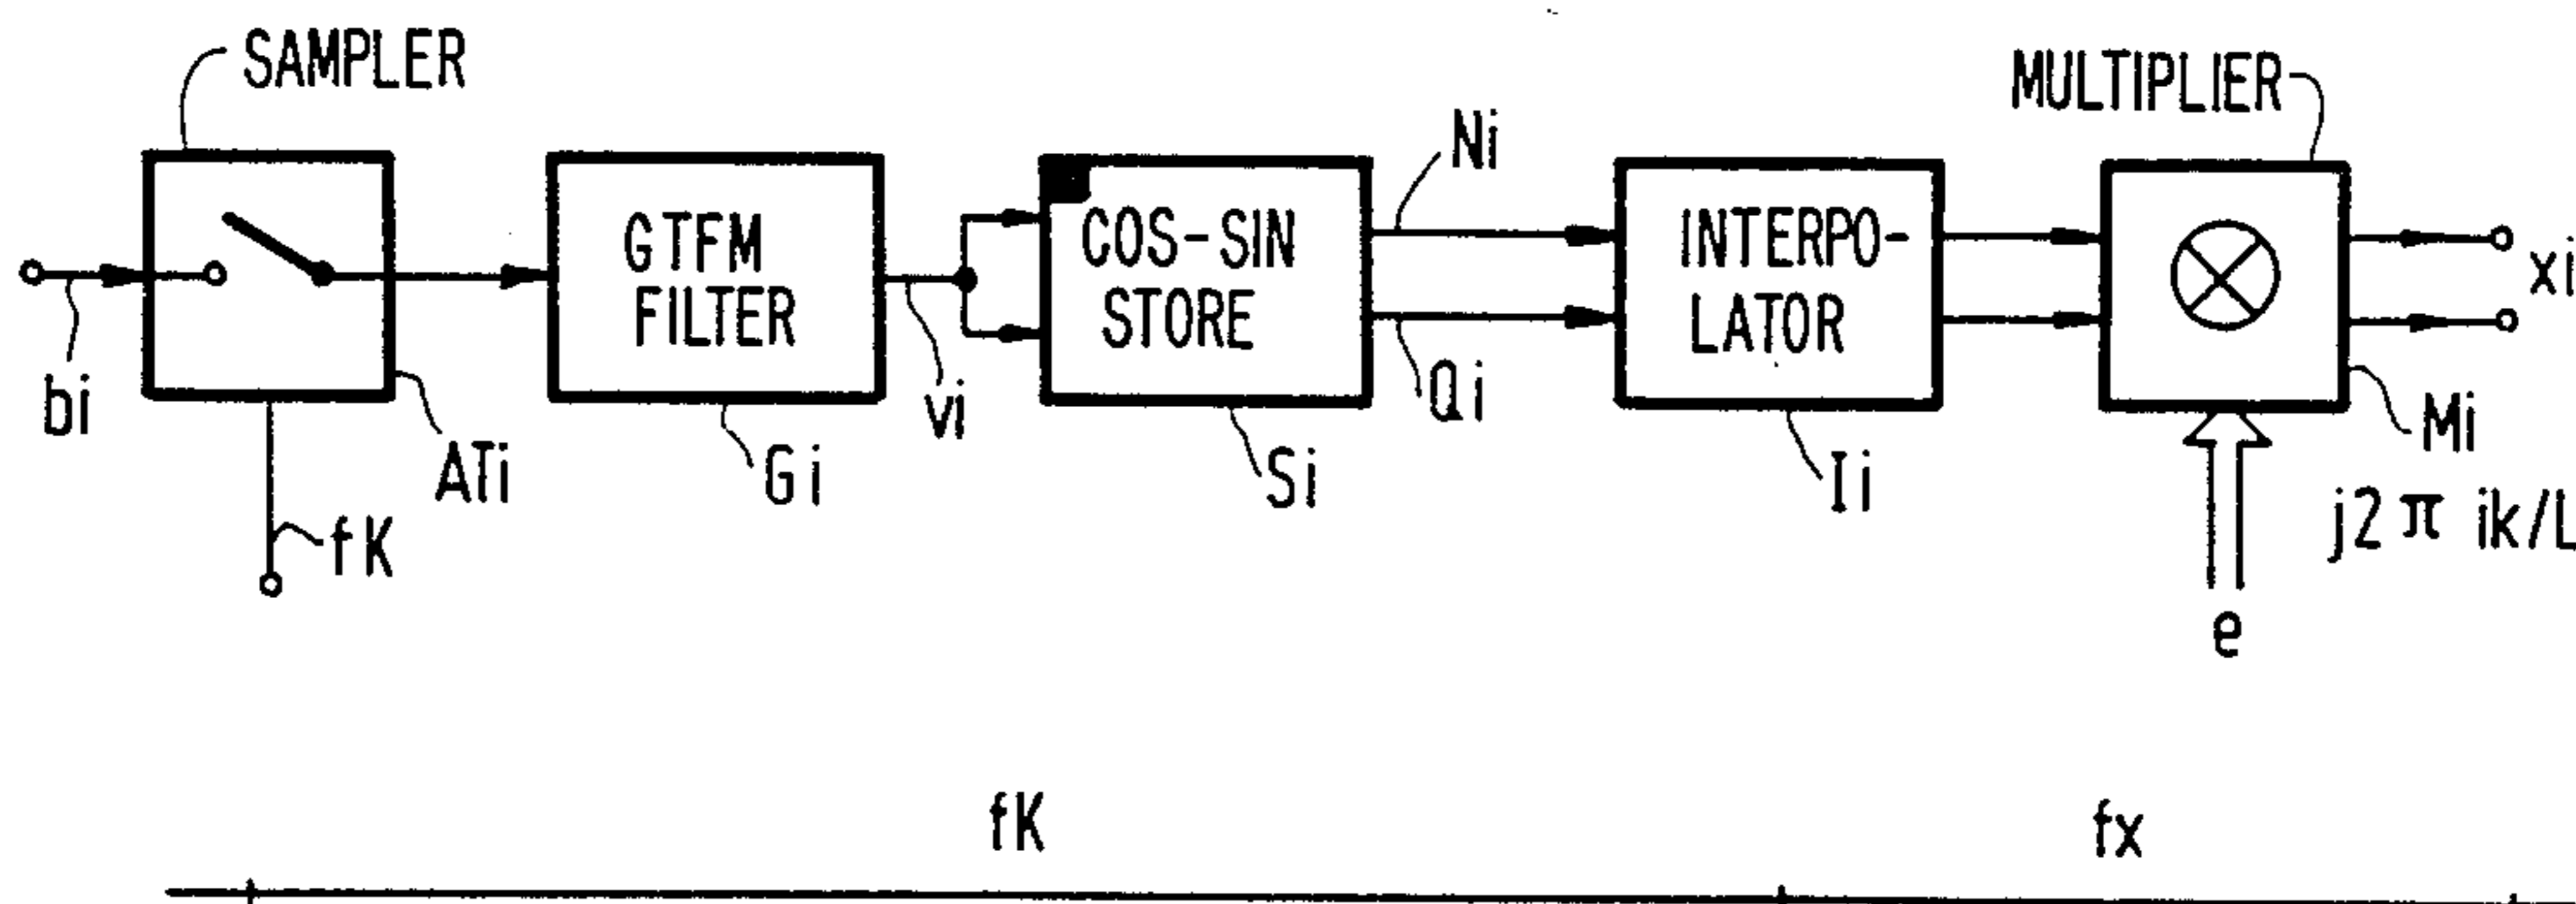 SAMPLER
MULTIPLIER
Ni
GTFM
FILTER
COS-SIN
STORE
INTERPO-
LATOR
xi
bi
vi
Qi
Mi
ATi
Gi
Si
Ii
fK
j2π ik/L
e
fK
fx